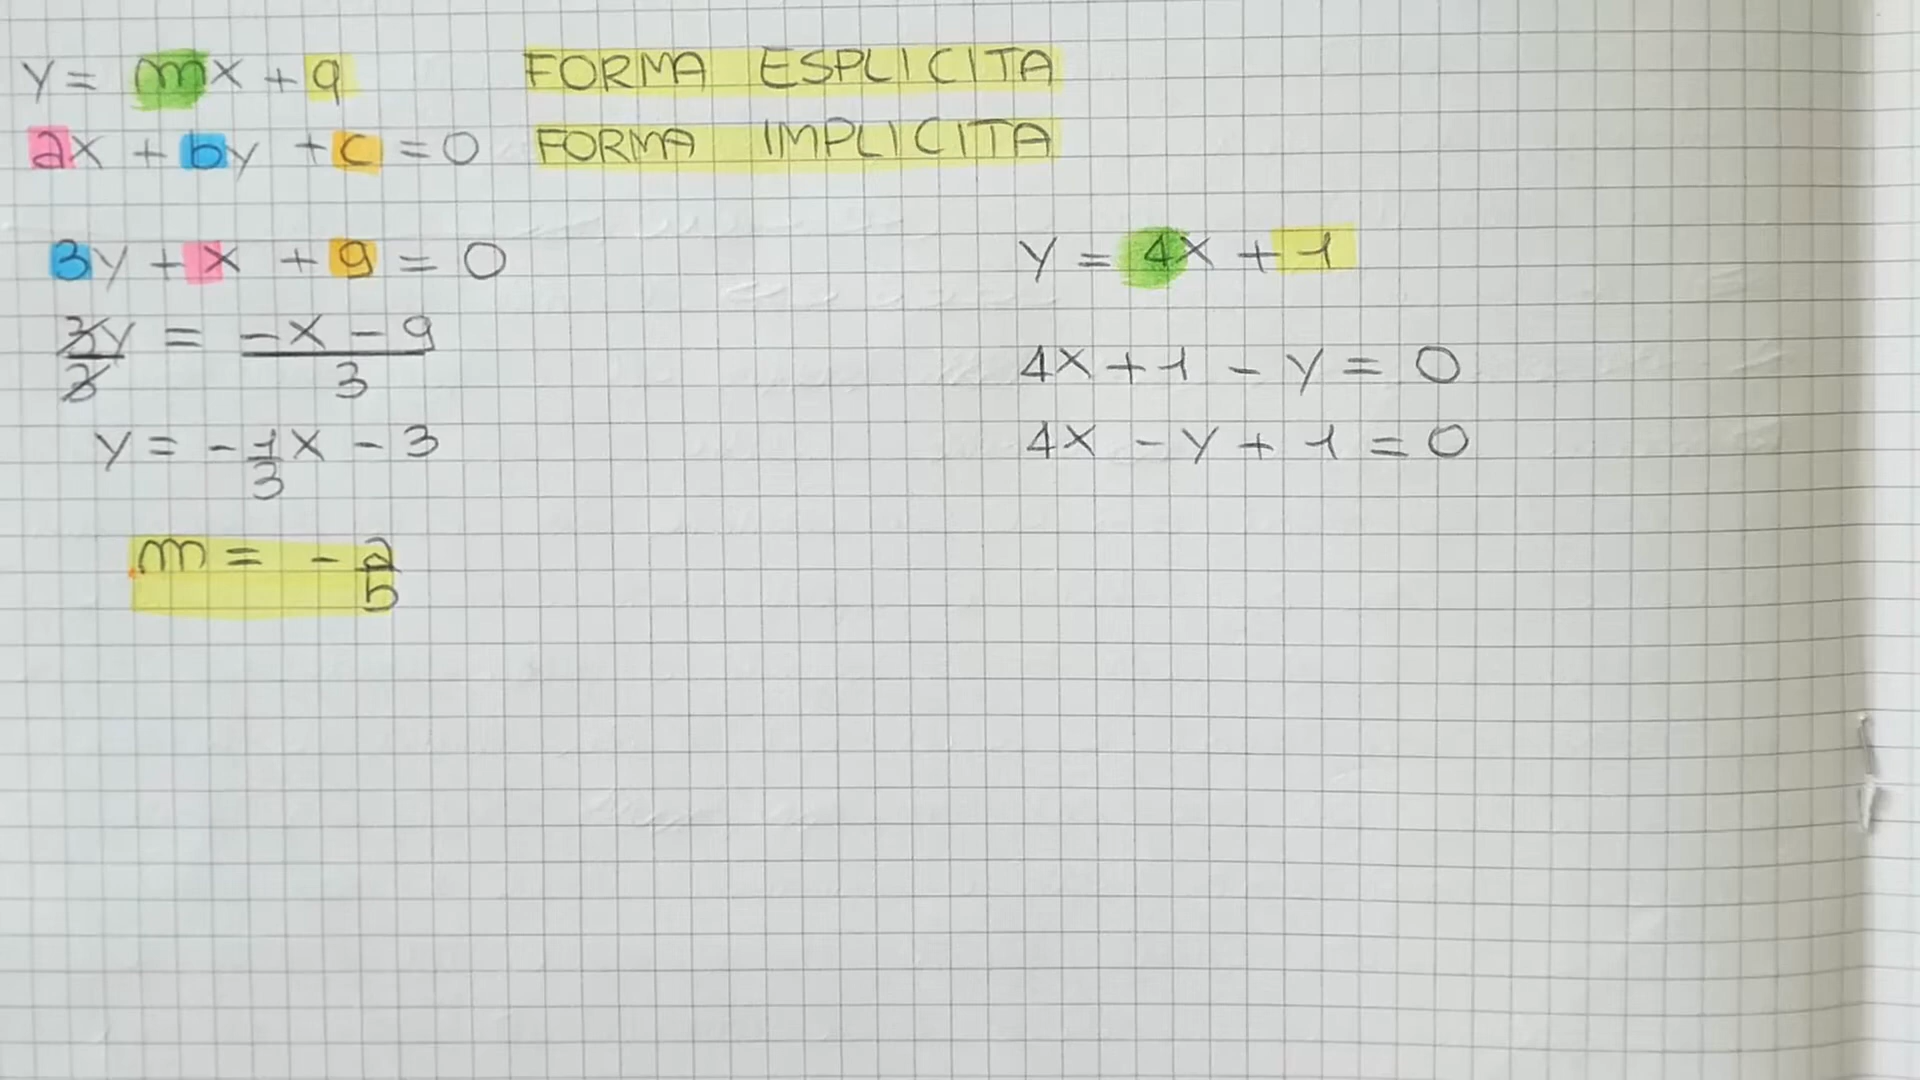 y = mx + q FORMA ESPLICITA
ax + by + c = 0 FORMA IMPLICITA
3y + x + 9 = 0
3y/3 = -x - 9/3
y = -1/3 x - 3
m = - a/b
y = 4x + 1
4x + 1 - y = 0
4x - y + 1 = 0